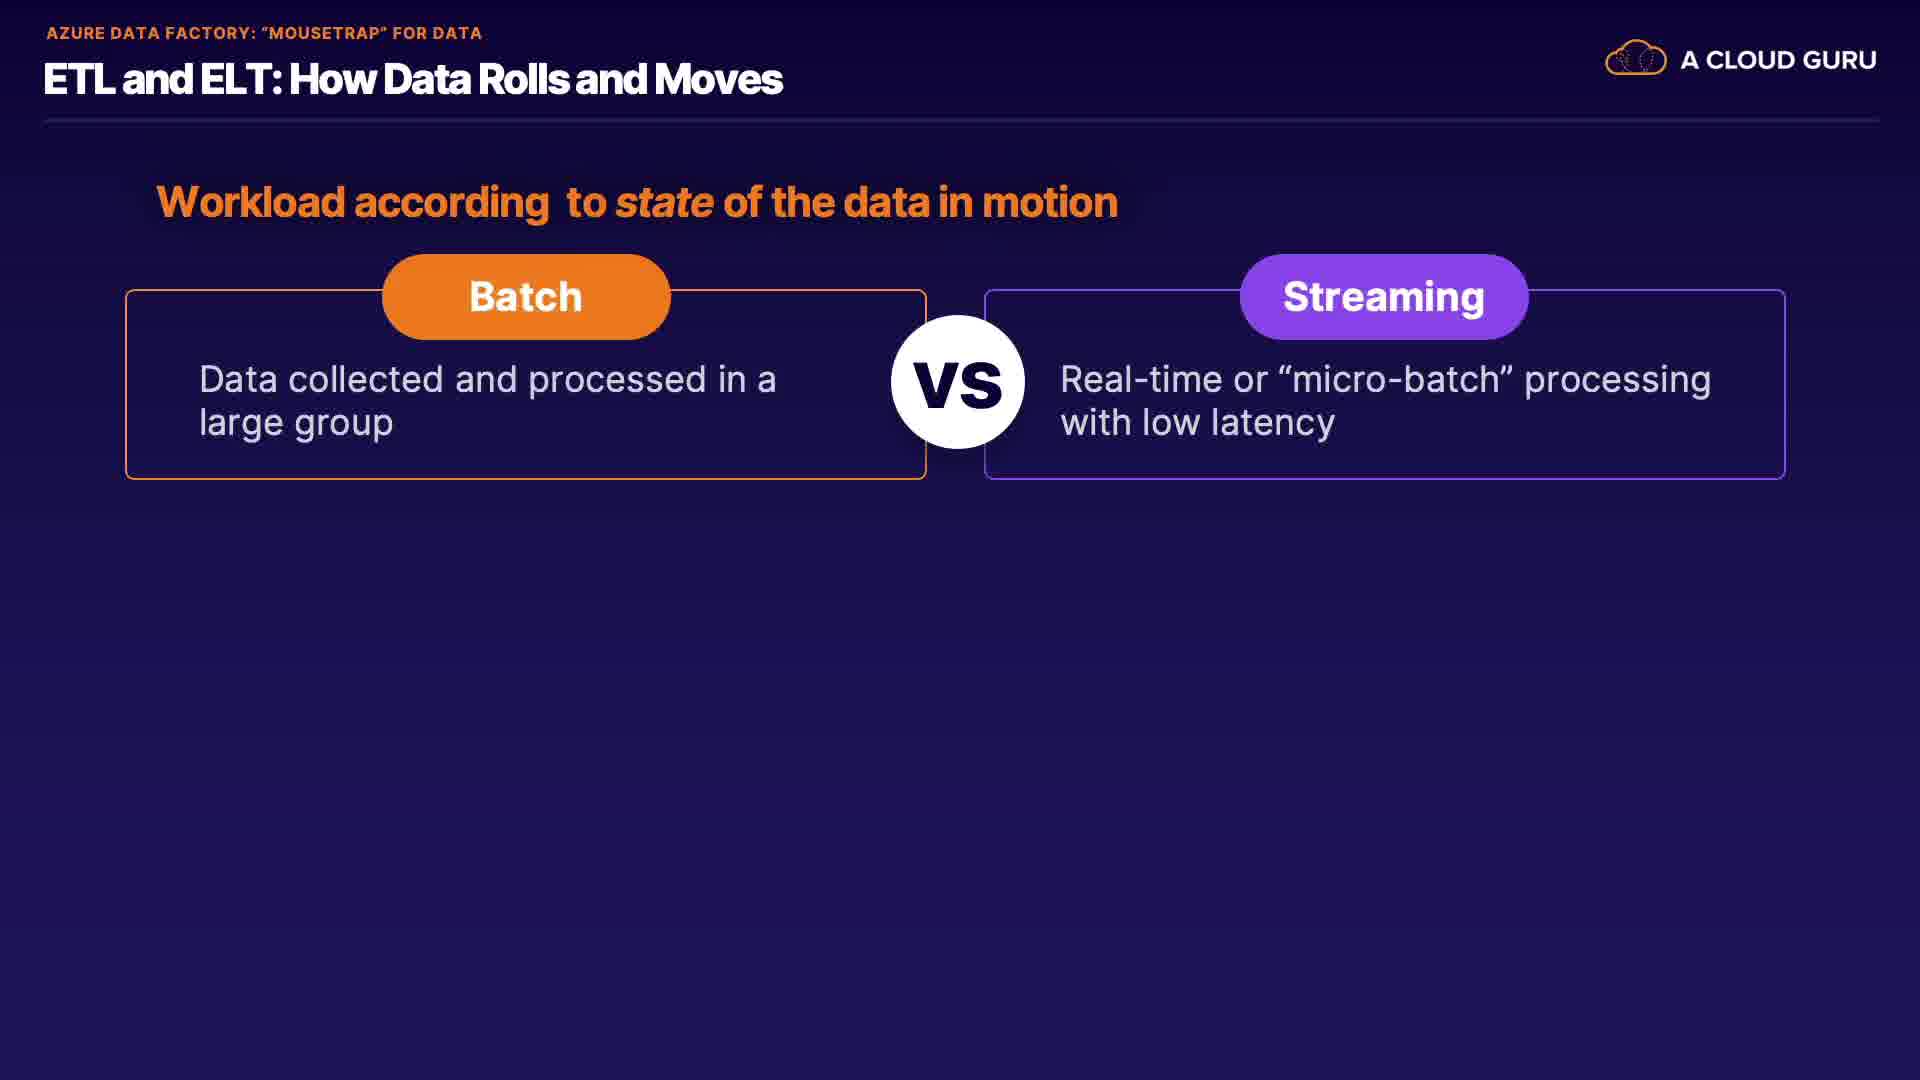 AZURE DATA FACTORY: "MOUSETRAP" FOR DATA
ETL and ELT: How Data Rolls and Moves
A CLOUD GURU
Workload according to state of the data in motion
Batch
Data collected and processed in a
large group
VS
Streaming
Real-time or “micro-batch” processing
with low latency